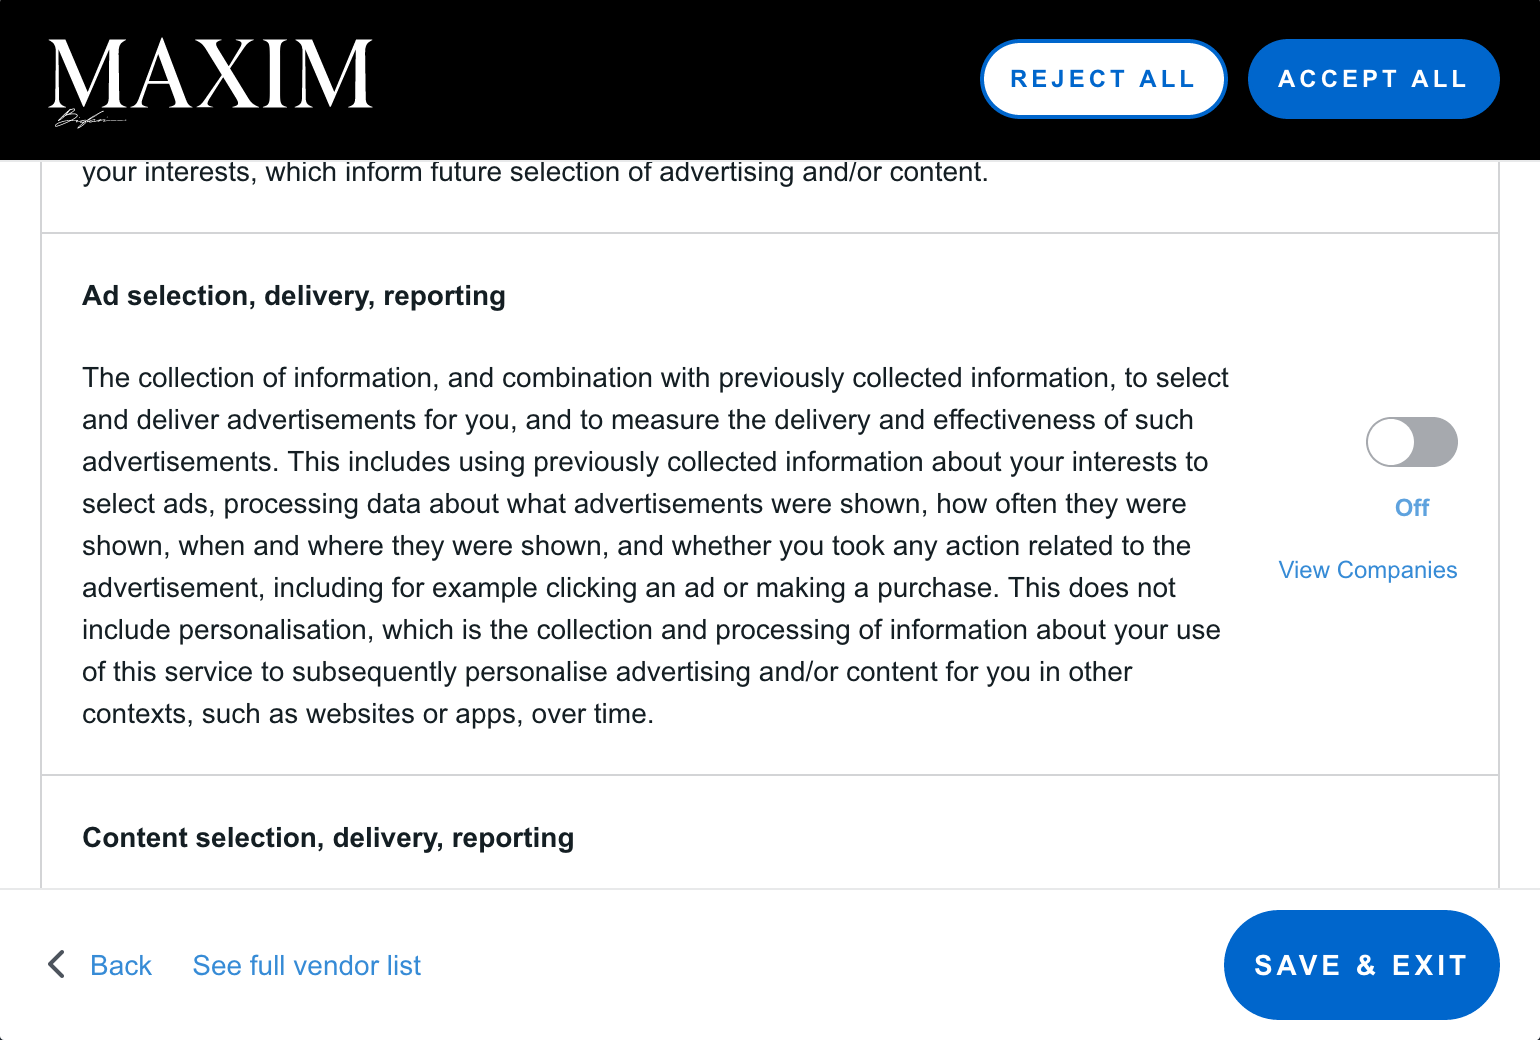 MAXIM
REJECT ALL
ACCEPT ALL
your interests, which inform future selection of advertising and/or content.
Ad selection, delivery, reporting
The collection of information, and combination with previously collected information, to select
and deliver advertisements for you, and to measure the delivery and effectiveness of such
advertisements. This includes using previously collected information about your interests to
select ads, processing data about what advertisements were shown, how often they were
shown, when and where they were shown, and whether you took any action related to the
advertisement, including for example clicking an ad or making a purchase. This does not
include personalisation, which is the collection and processing of information about your use
of this service to subsequently personalise advertising and/or content for you in other
contexts, such as websites or apps, over time.
Off
View Companies
Content selection, delivery, reporting
Back
See full vendor list
SAVE & EXIT